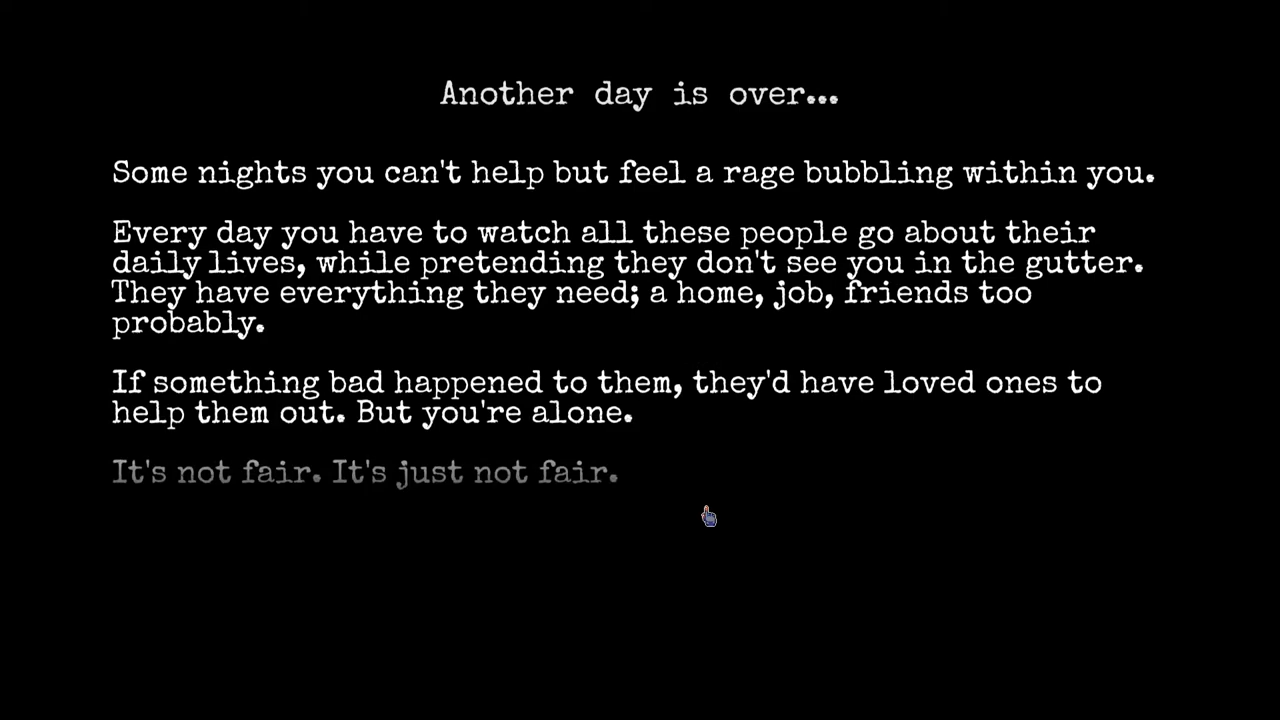 Another day is over...
Some nights you can't help but feel a rage bubbling within you.
Every day you have to watch all these people go about their
daily lives, while pretending they don't see you in the gutter.
They have everything they need; a home, job, friends too
probably.
If something bad happened to them, they'd have loved ones to
help them out. But you're alone.
It's not fair. It's just not fair.